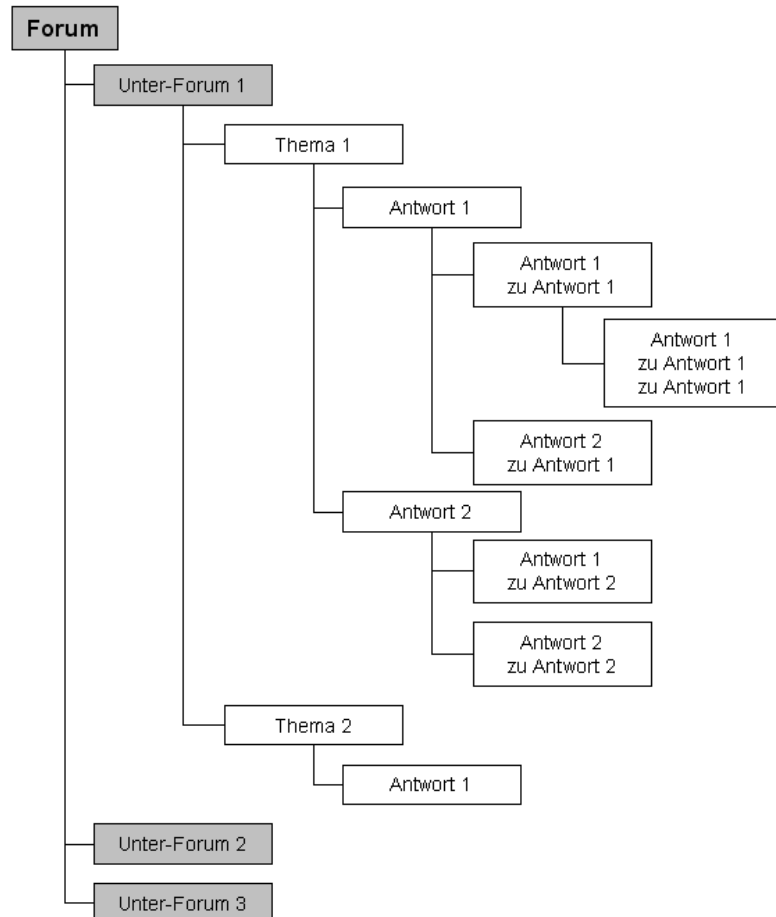 Forum
Unter-Forum 1
Thema 1
Antwort 1
Antwort 1
zu Antwort 1
Antwort 1
zu Antwort 1
zu Antwort 1
Antwort 2
zu Antwort 1
Antwort 2
Antwort 1
zu Antwort 2
Antwort 2
zu Antwort 2
Thema 2
Antwort 1
Unter-Forum 2
Unter-Forum 3